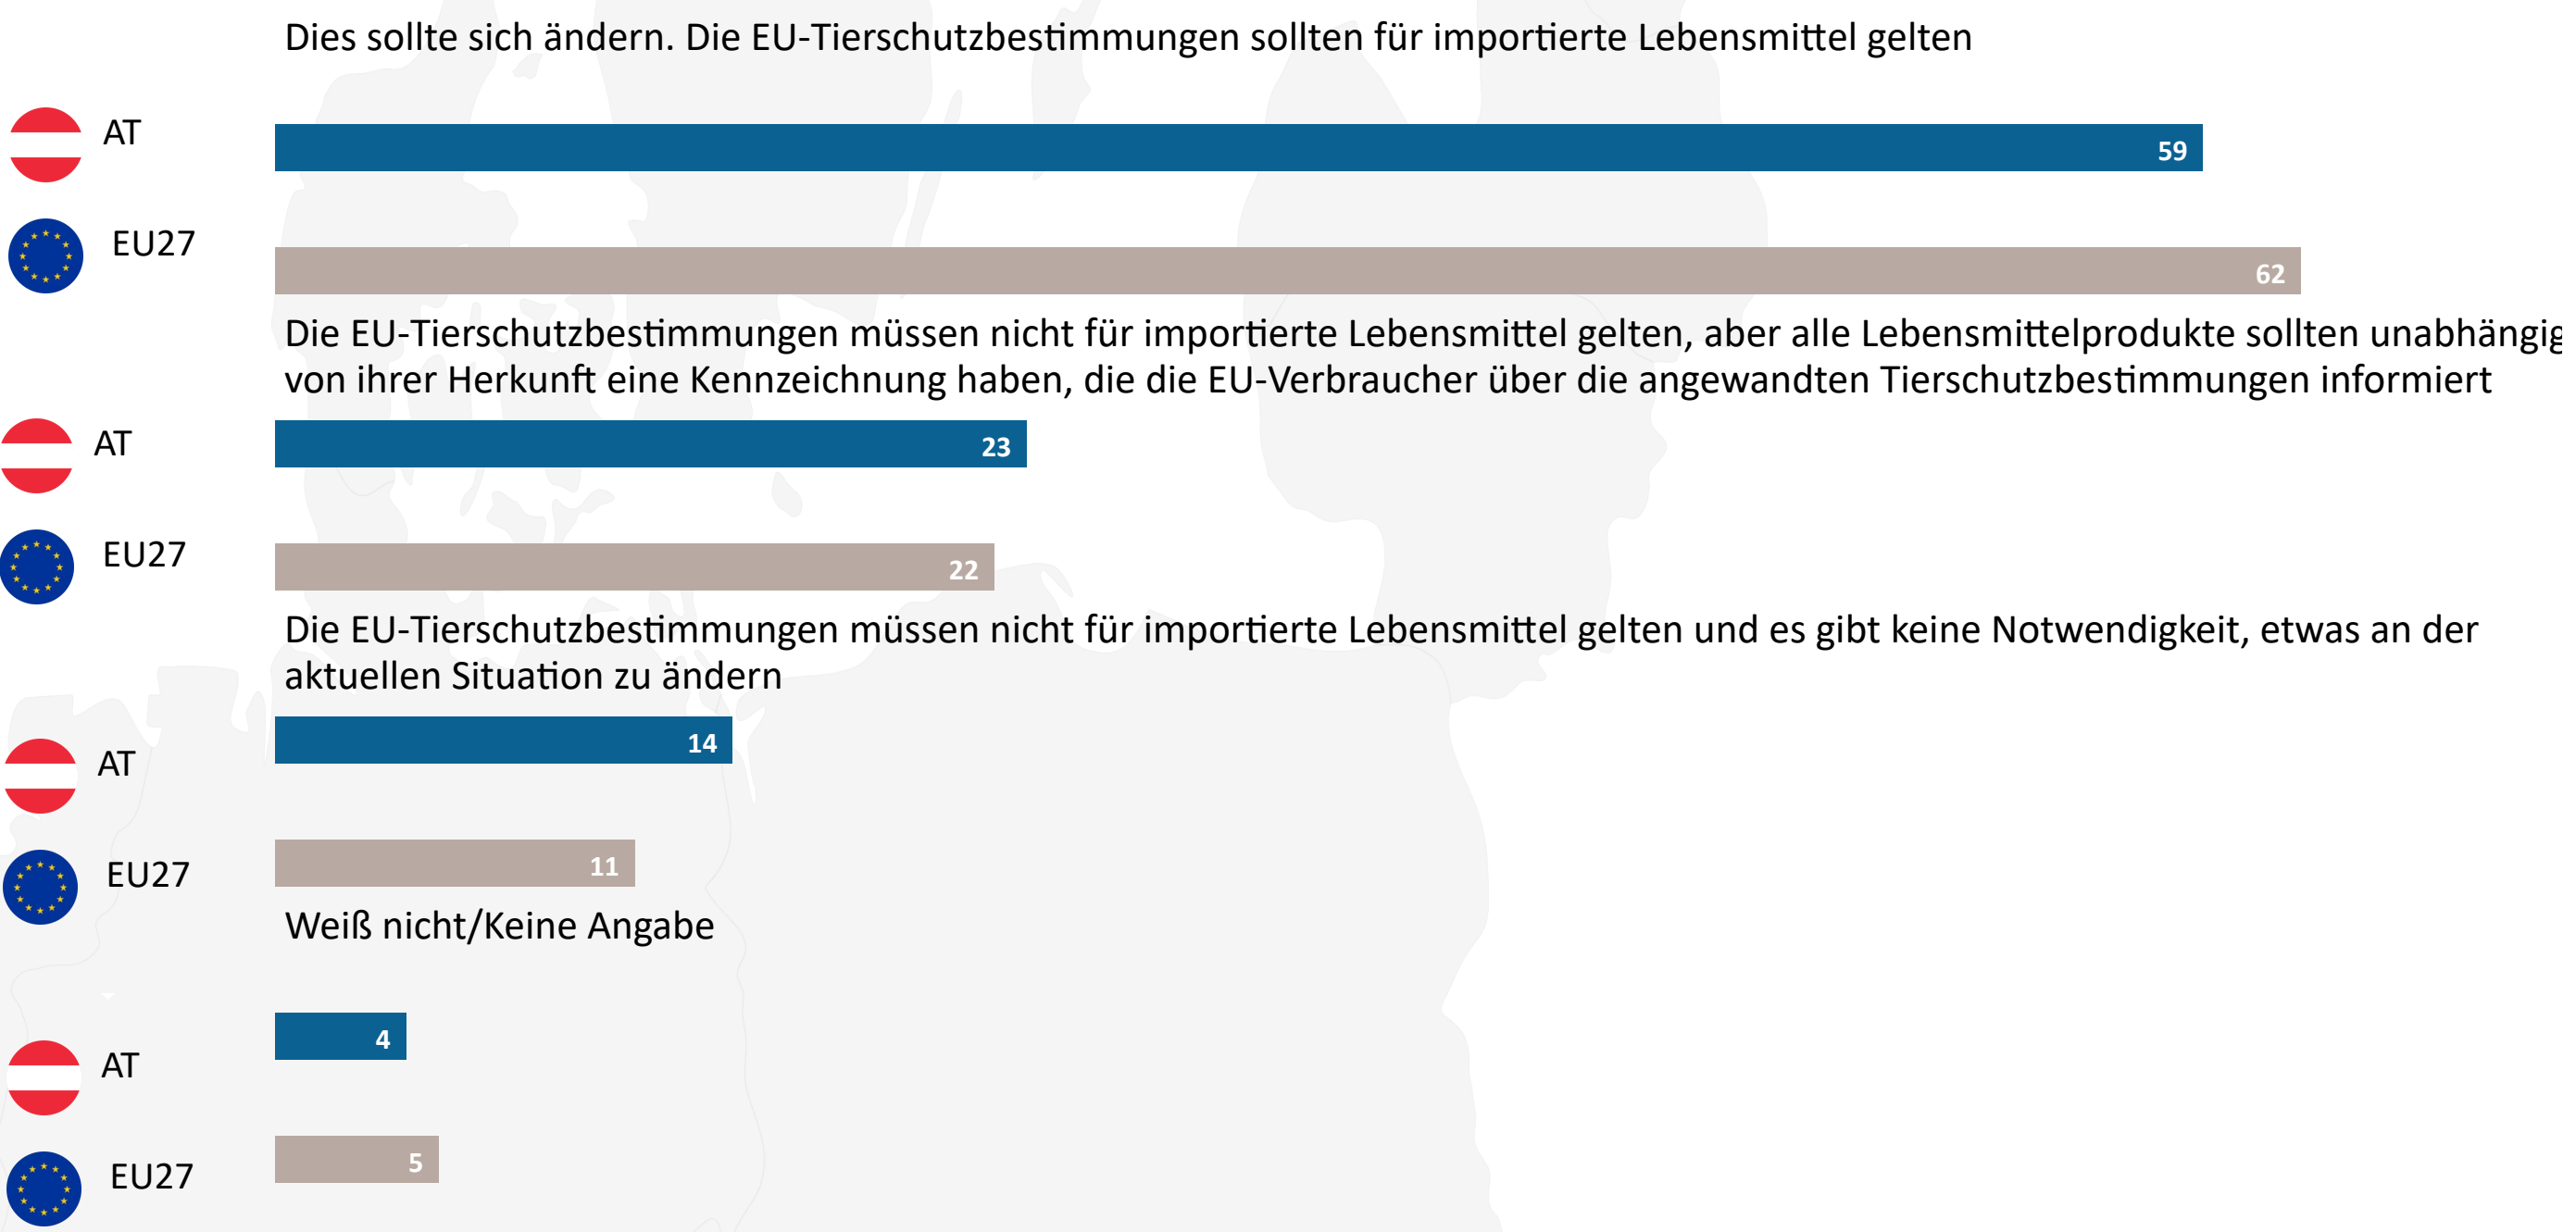 Dies sollte sich ändern. Die EU-Tierschutzbestimmungen sollten für importierte Lebensmittel gelten
AT
59
EU27
62
Die EU-Tierschutzbestimmungen müssen nicht für importierte Lebensmittel gelten, aber alle Lebensmittelprodukte sollten unabhängig
von ihrer Herkunft eine Kennzeichnung haben, die die EU-Verbraucher über die angewandten Tierschutzbestimmungen informiert
AT
23
EU27
22
Die EU-Tierschutzbestimmungen müssen nicht für importierte Lebensmittel gelten und es gibt keine Notwendigkeit, etwas an der
aktuellen Situation zu ändern
AT
14
EU27
11
Weiß nicht/Keine Angabe
AT
4
EU27
5